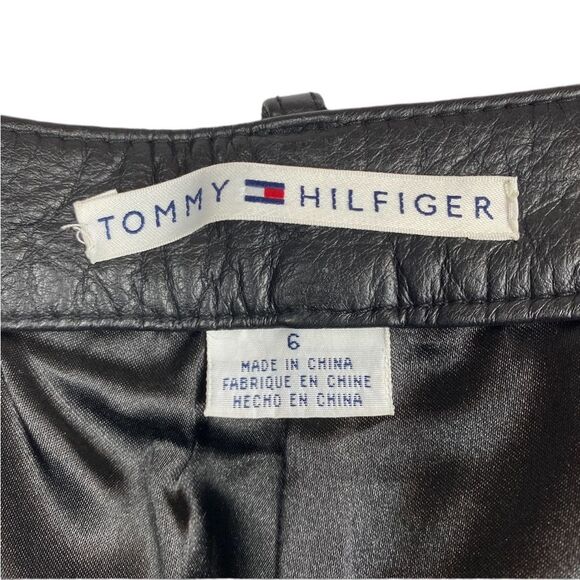 TOMMY HILFIGER
6
MADE IN CHINA
FABRIQUE EN CHINE
HECHO EN CHINA